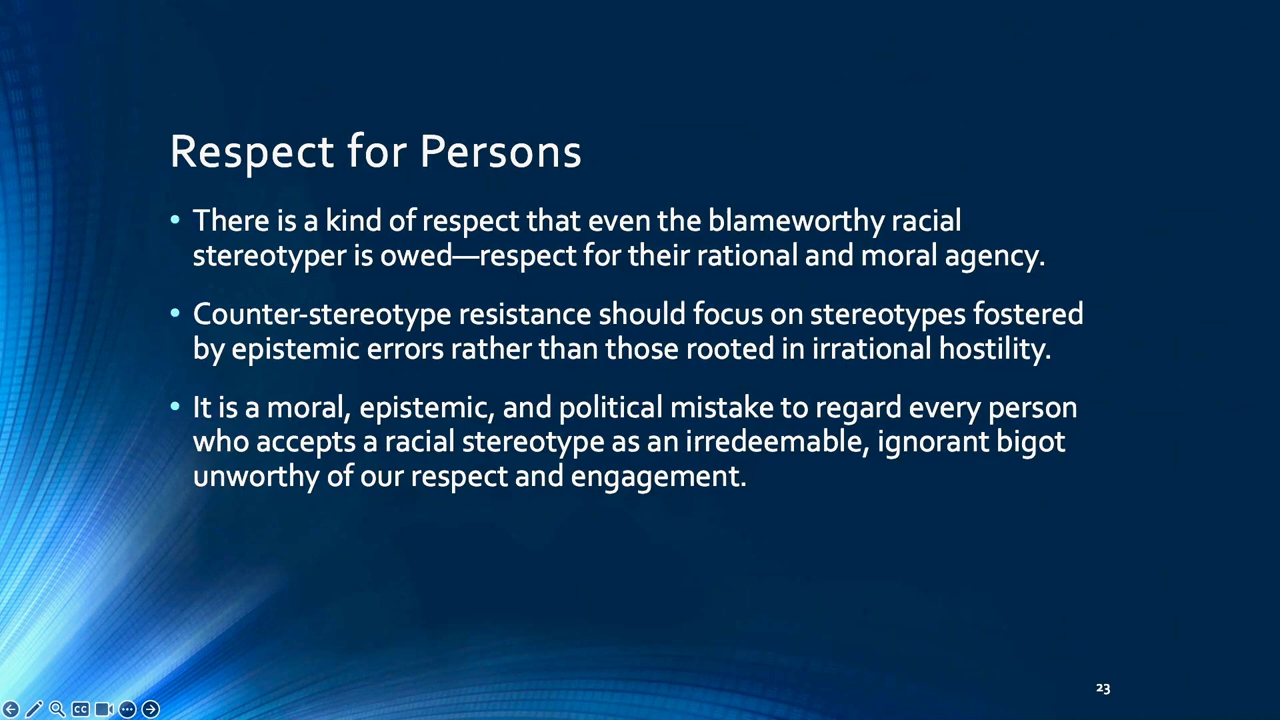 Respect for Persons
• There is a kind of respect that even the blameworthy racial
stereotyper is owed—respect for their rational and moral agency.
• Counter-stereotype resistance should focus on stereotypes fostered
by epistemic errors rather than those rooted in irrational hostility.
• It is a moral, epistemic, and political mistake to regard every person
who accepts a racial stereotype as an irredeemable, ignorant bigot
unworthy of our respect and engagement.
23
CC